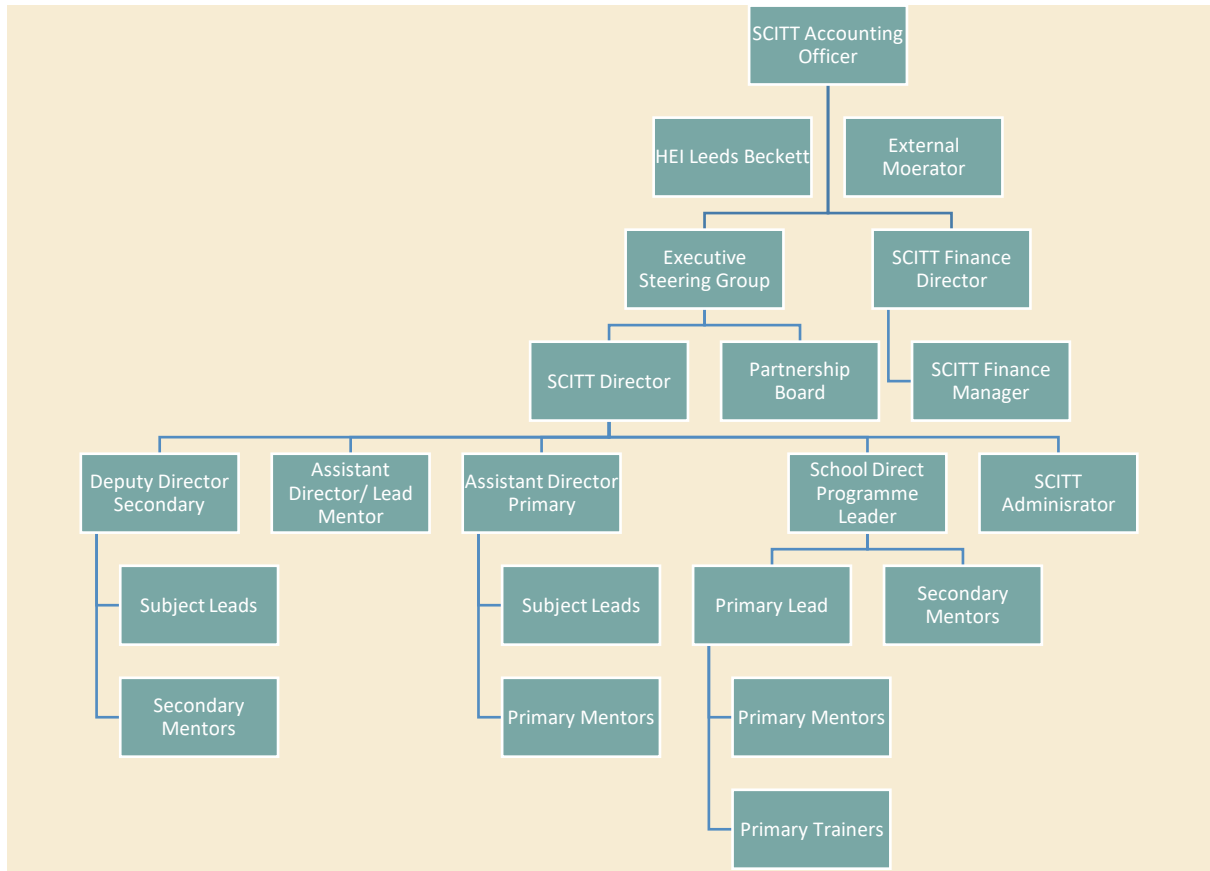 SCITT Accounting
Officer
HEI Leeds Beckett
External
Moerator
Executive
Steering Group
SCITT Finance
Director
SCITT Director
Partnership
Board
SCITT Finance
Manager
Deputy Director
Secondary
Assistant
Director/ Lead
Mentor
Assistant Director
Primary
School Direct
Programme
Leader
SCITT
Adminisrator
Subject Leads
Subject Leads
Primary Lead
Secondary
Mentors
Secondary
Mentors
Primary Mentors
Primary Mentors
Primary Trainers